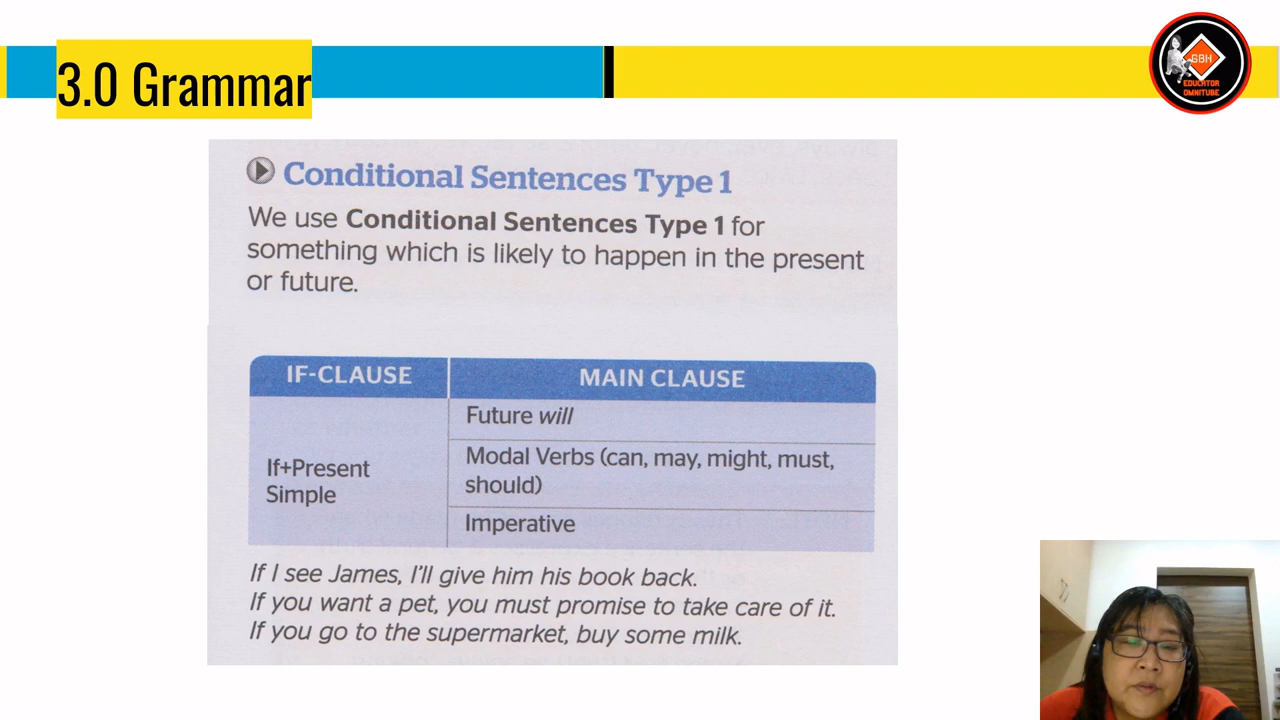 3.0 Grammar
GBH
EDUCATOR
OMNITUBE
Conditional Sentences Type 1
We use Conditional Sentences Type 1 for
something which is likely to happen in the present
or future.
IF-CLAUSE
MAIN CLAUSE
If+Present
Simple
Future will
Modal Verbs (can, may, might, must,
should)
Imperative
If I see James, I'll give him his book back.
If you want a pet, you must promise to take care of it.
If you go to the supermarket, buy some milk.